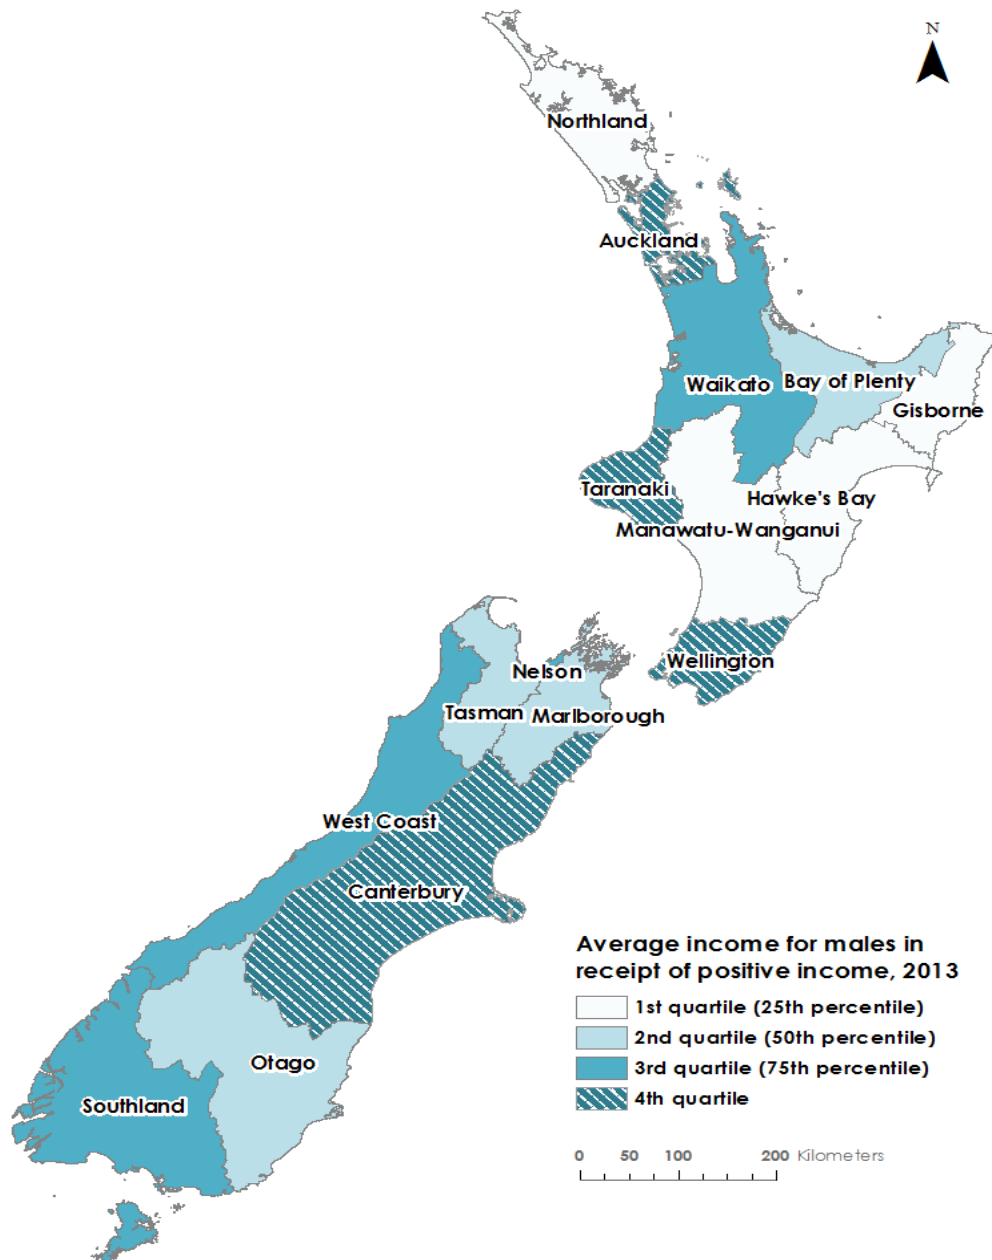 N
Northland
Auckland
Waikato
Bay of Plenty
Gisborne
Taranaki
Hawke's Bay
Manawatu-Wanganui
Wellington
Nelson
Tasman
Marlborough
West Coast
Canterbury
Otago
Southland
Average income for males in
receipt of positive income, 2013
1st quartile (25th percentile)
2nd quartile (50th percentile)
3rd quartile (75th percentile)
4th quartile
0 50 100 200 Kilometers